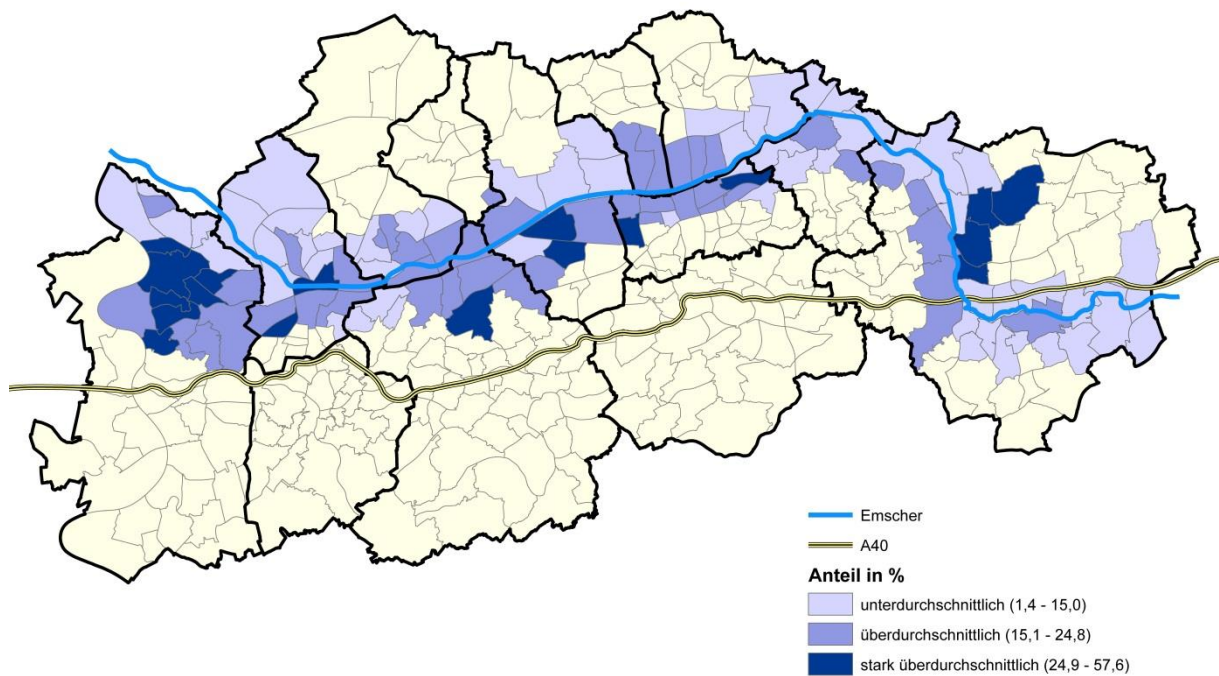 Emscher
A40
Anteil in %
unterdurchschnittlich (1,4 - 15,0)
überdurchschnittlich (15,1 - 24,8)
stark überdurchschnittlich (24,9 - 57,6)